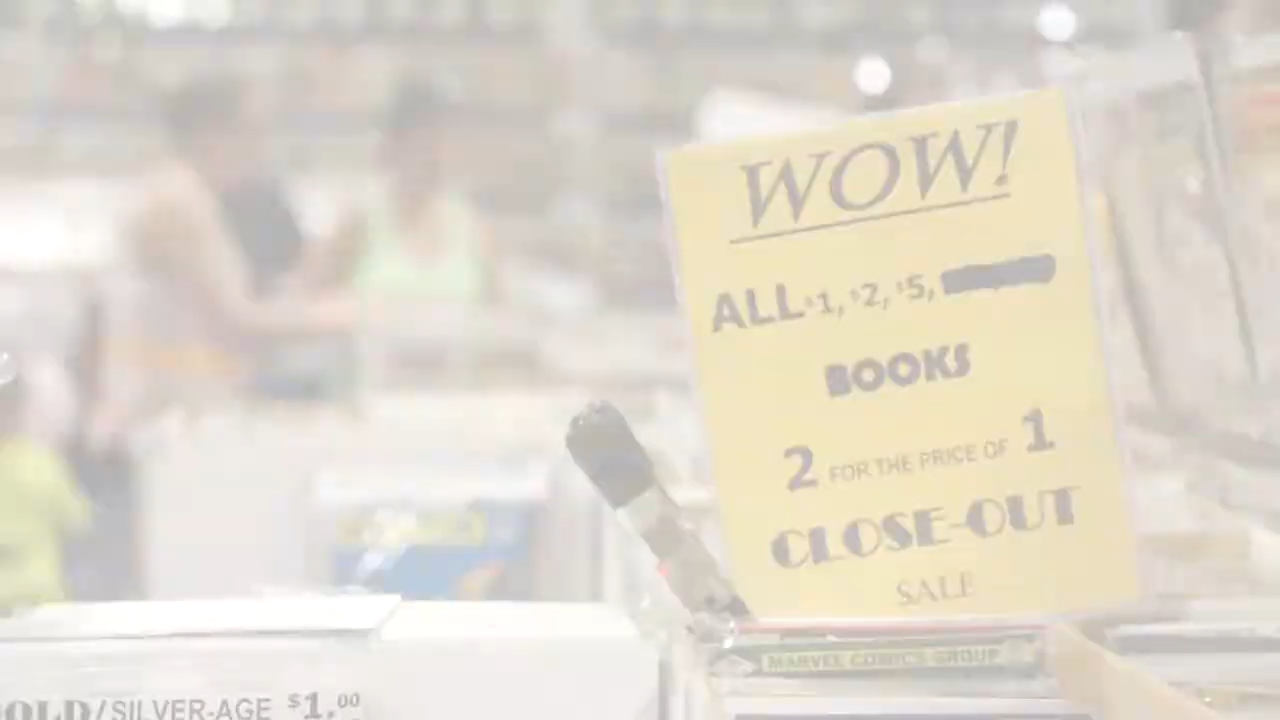 WOW!
ALL $1, $2, $5,
BOOKS
2 FOR THE PRICE OF 1
CLOSE-OUT
SALE
MARVEL COMICS GROUP
OLD/SILVER-AGE $1.00